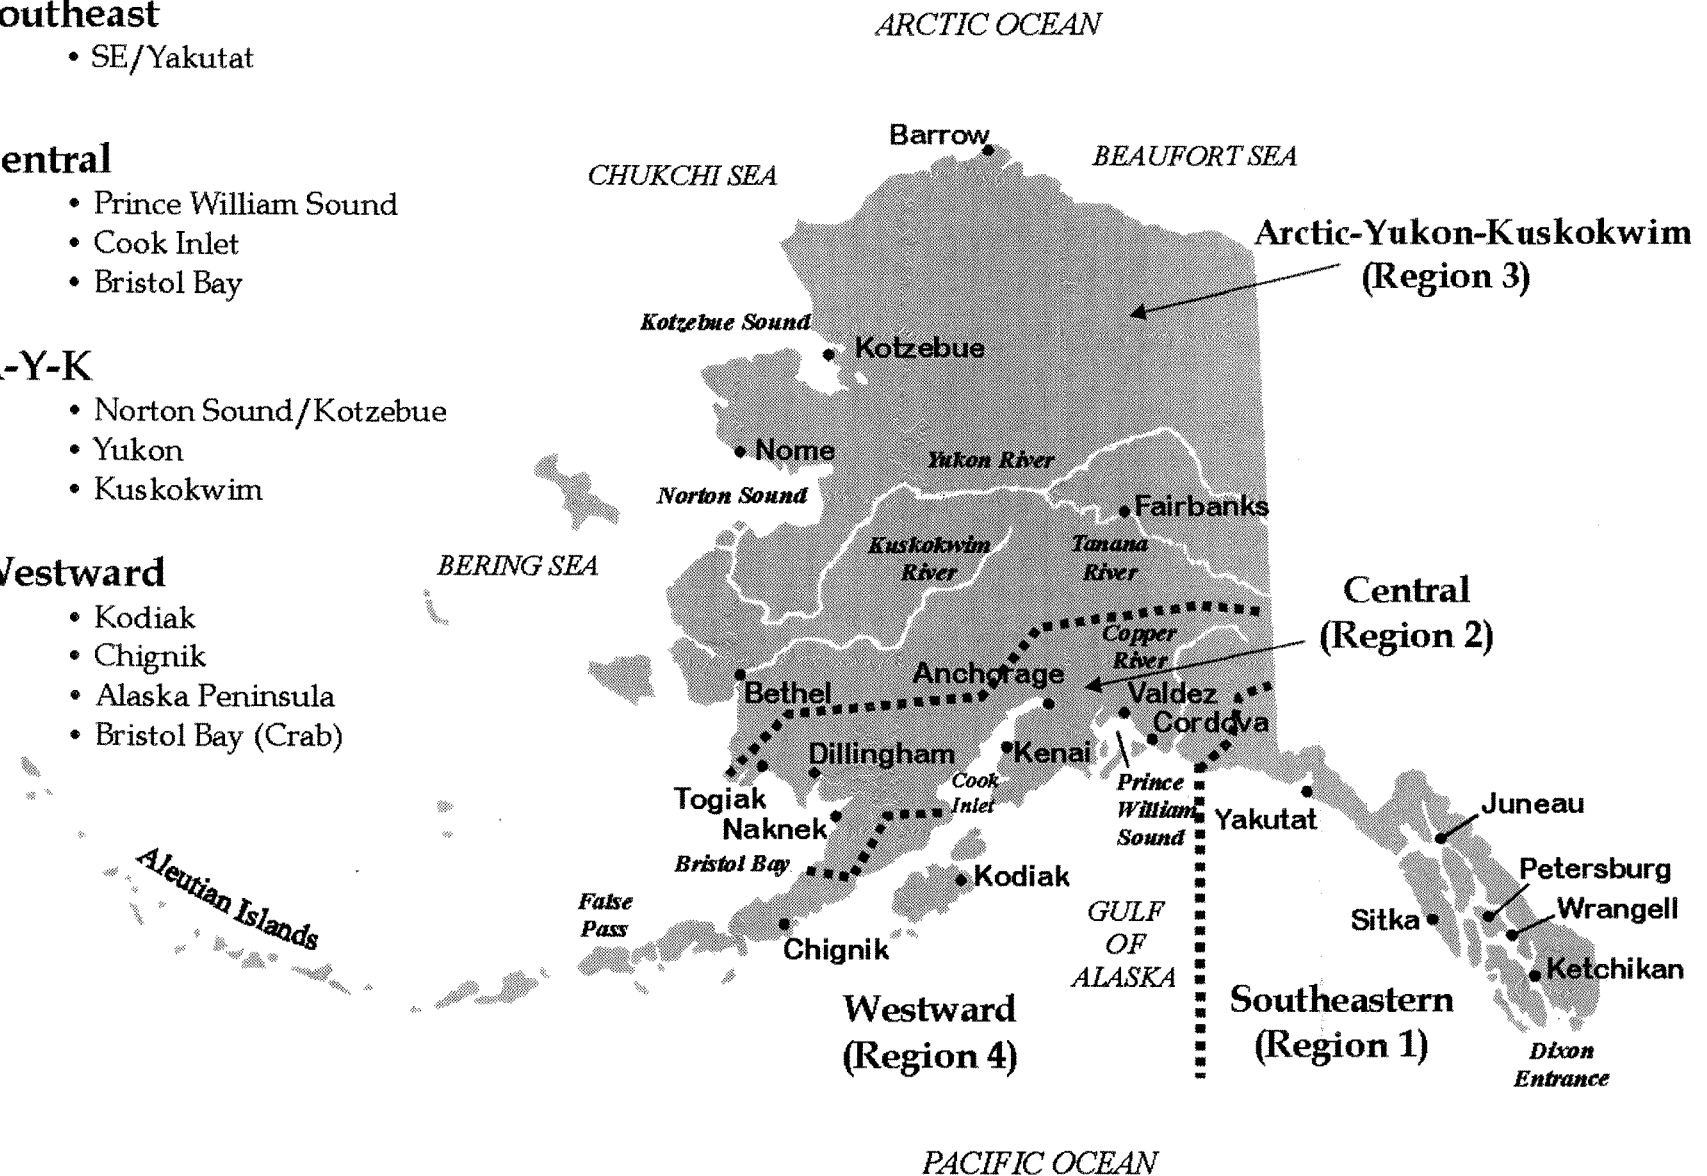 outheast
• SE/Yakutat
entral
• Prince William Sound
• Cook Inlet
• Bristol Bay
-Y-K
• Norton Sound/Kotzebue
• Yukon
• Kuskokwim
Westward
• Kodiak
• Chignik
• Alaska Peninsula
• Bristol Bay (Crab)
ARCTIC OCEAN
Barrow
CHUKCHI SEA
BEAUFORT SEA
Arctic-Yukon-Kuskokwim
(Region 3)
Kotzebue Sound
Kotzebue
Nome
Yukon River
Norton Sound
Fairbanks
Kuskokwim
River
Tanana
River
BERING SEA
Central
(Region 2)
Copper
River
Anchorage
Bethel
Valdez
Cordova
Dillingham
Kenai
Togiak
Cook
Inlet
Prince
William
Sound
Naknek
Yakutat
Juneau
Bristol Bay
Aleutian Islands
Kodiak
Petersburg
False
Pass
Wrangell
Sitka
GULF
OF
ALASKA
Chignik
Ketchikan
Westward
(Region 4)
Southeastern
(Region 1)
Dixon
Entrance
PACIFIC OCEAN